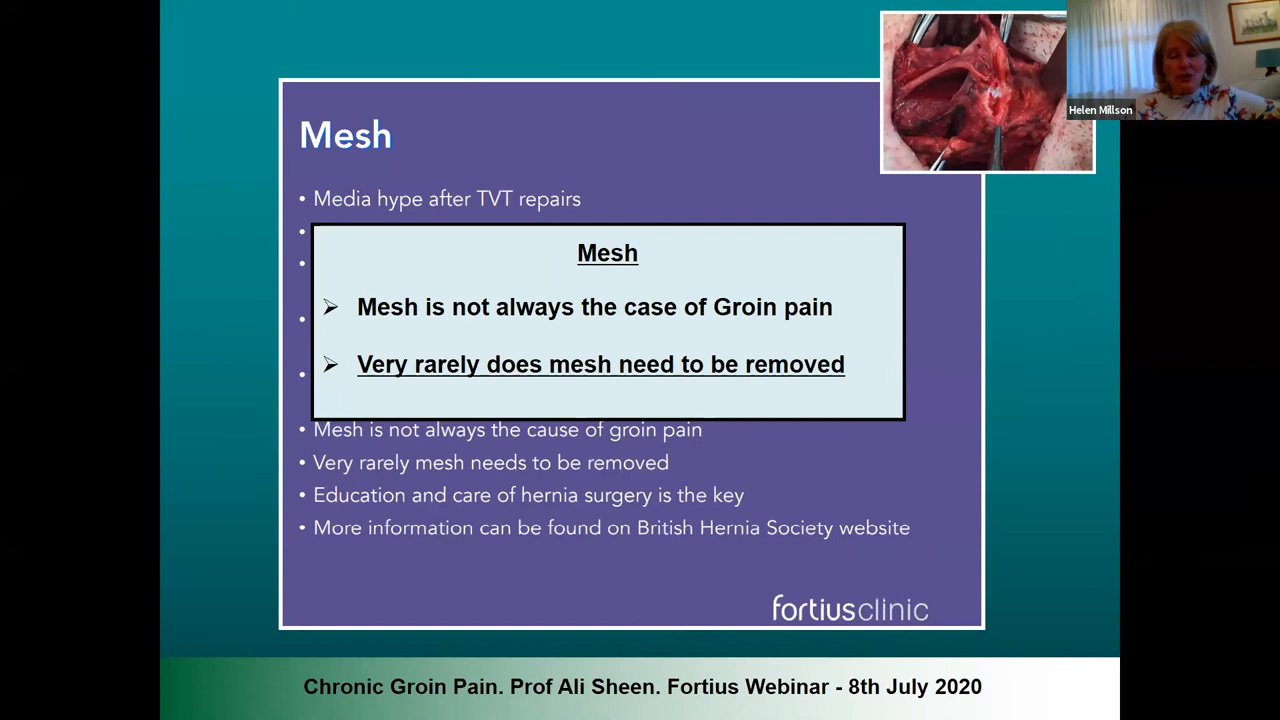 Helen Millson
Mesh
• Media hype after TVT repairs
•
•
•
•
Mesh
➢ Mesh is not always the case of Groin pain
➢ Very rarely does mesh need to be removed
• Mesh is not always the cause of groin pain
• Very rarely mesh needs to be removed
• Education and care of hernia surgery is the key
• More information can be found on British Hernia Society website
fortiusclinic
Chronic Groin Pain. Prof Ali Sheen. Fortius Webinar - 8th July 2020